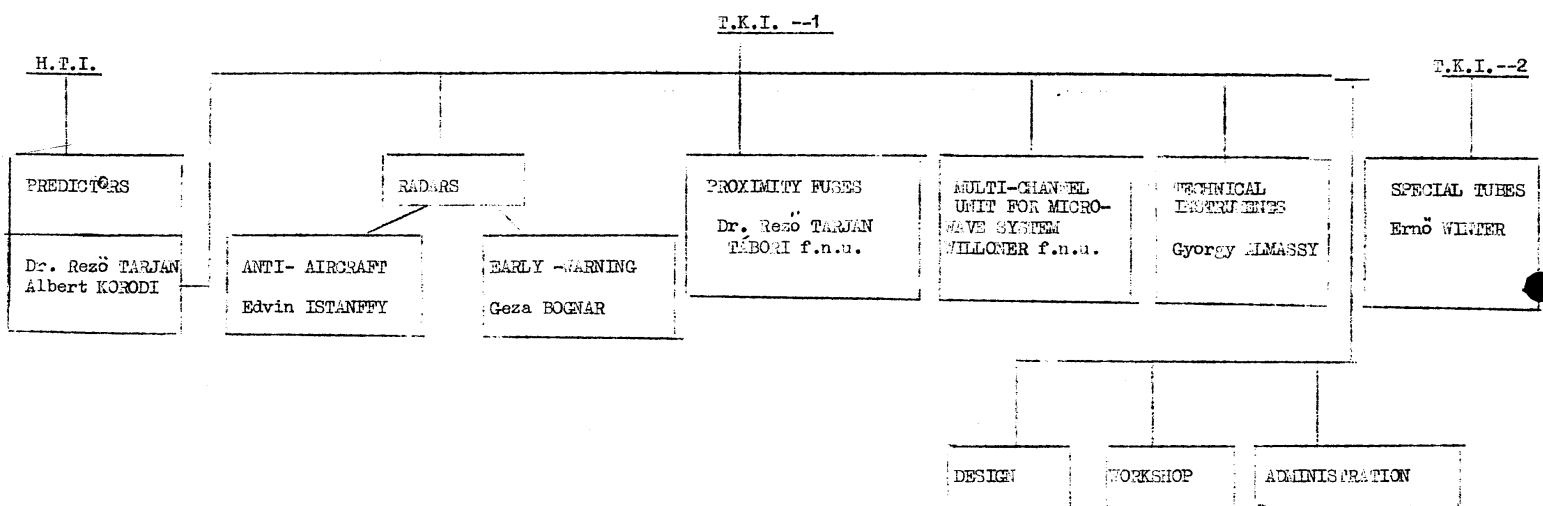 T.K.I. --1
H.T.I.
T.K.I.--2
PREDICTORS
Dr. Rezö TARJAN
Albert KORODI
RADARS
ANTI- AIRCRAFT
Edvin ISTANFFY
EARLY -WARNING
Geza BOGNAR
PROXIMITY FUSES
Dr. Rezö TARJAN
TÁBORI f.n.u.
MULTI-CHANNEL
UNIT FOR MICRO-
WAVE SYSTEM
WILLONER f.n.u.
TECHNICAL
INSTRUMENTS
Gyorgy ALMASSY
SPECIAL TUBES
Ernö WINTER
DESIGN
WORKSHOP
ADMINISTRATION